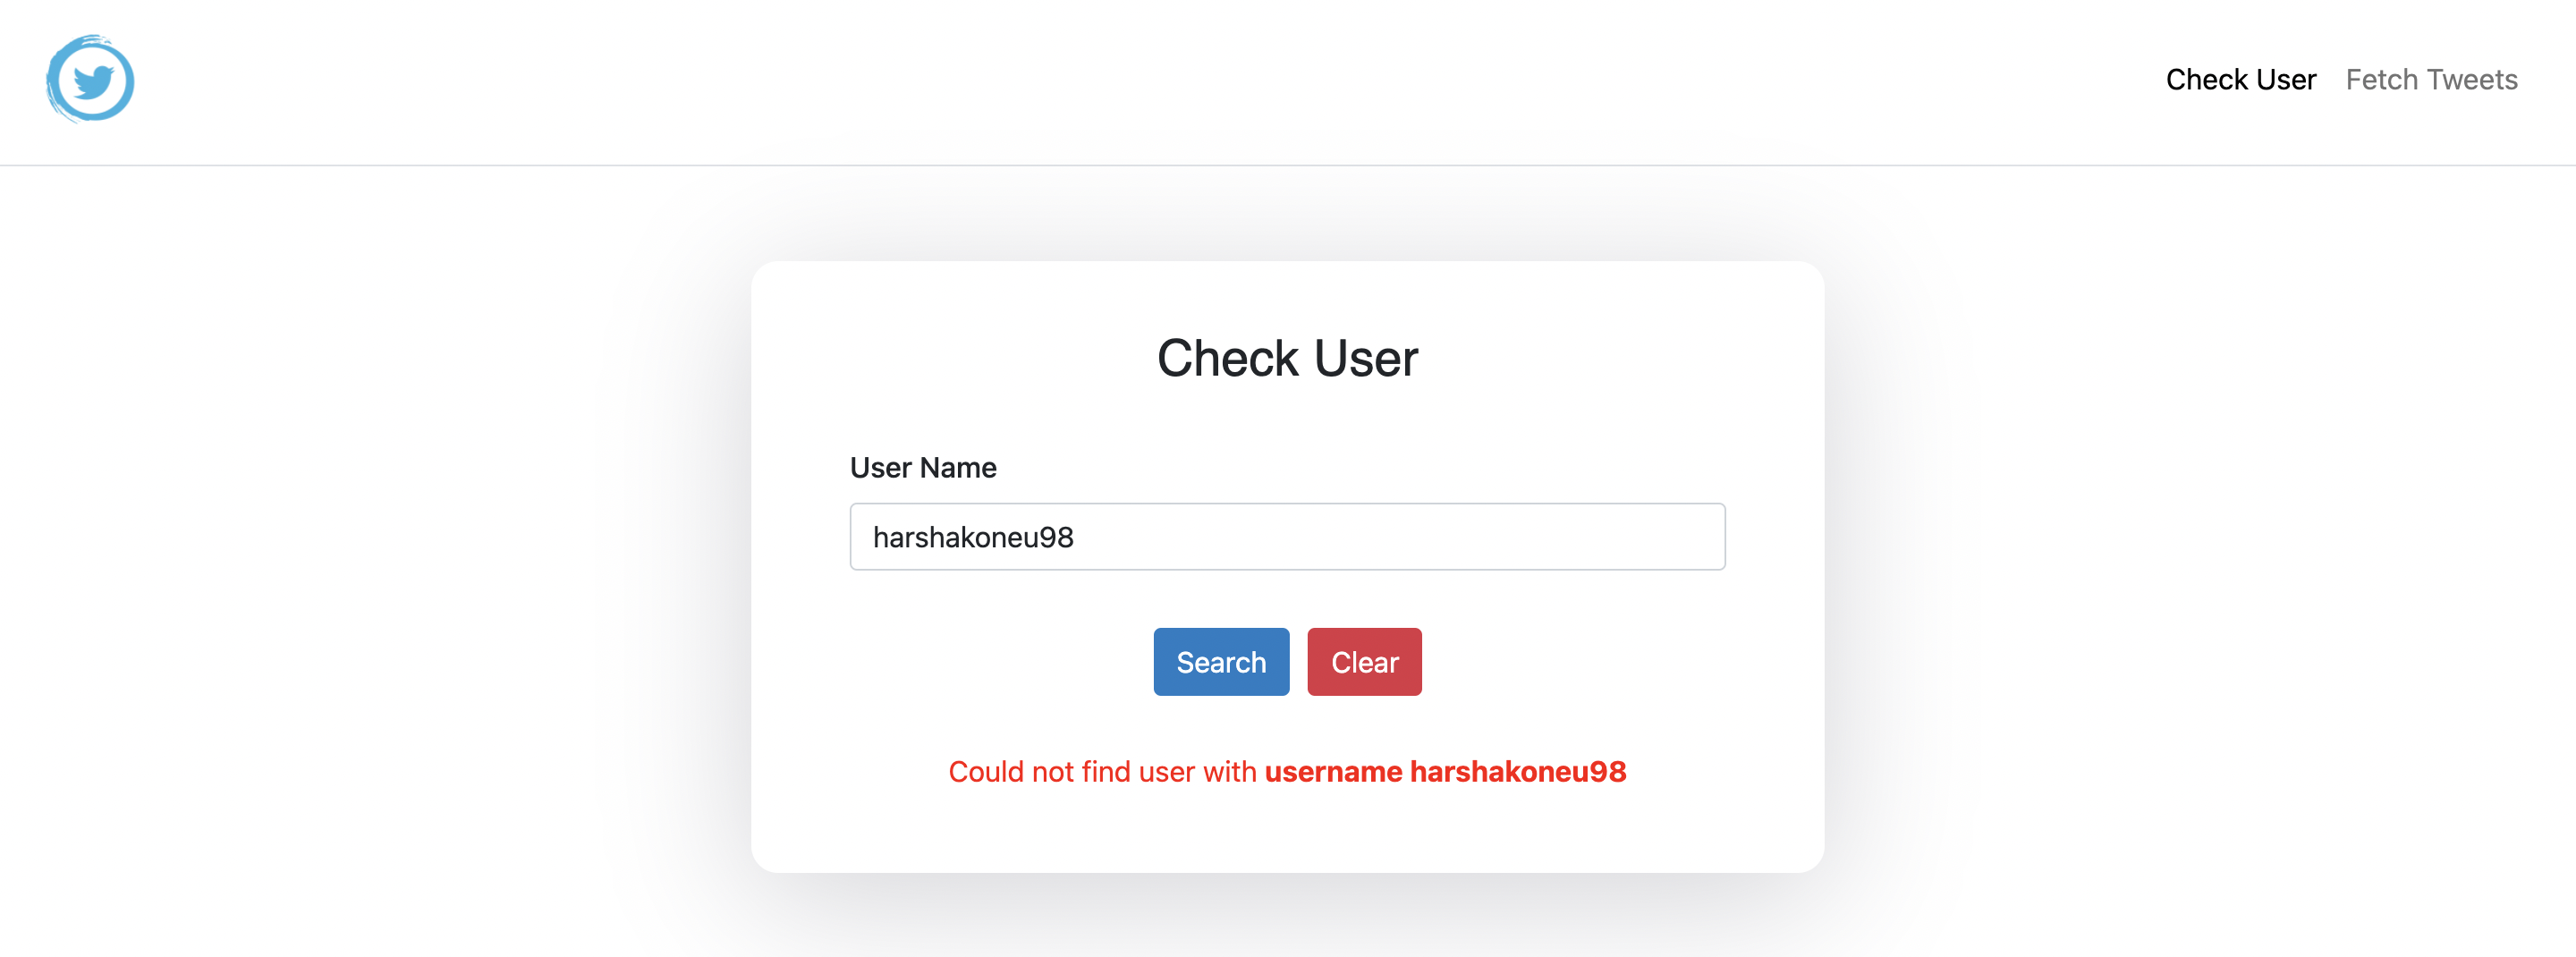 Check User Fetch Tweets
Check User
User Name
harshakoneu98
Search Clear
Could not find user with username harshakoneu98